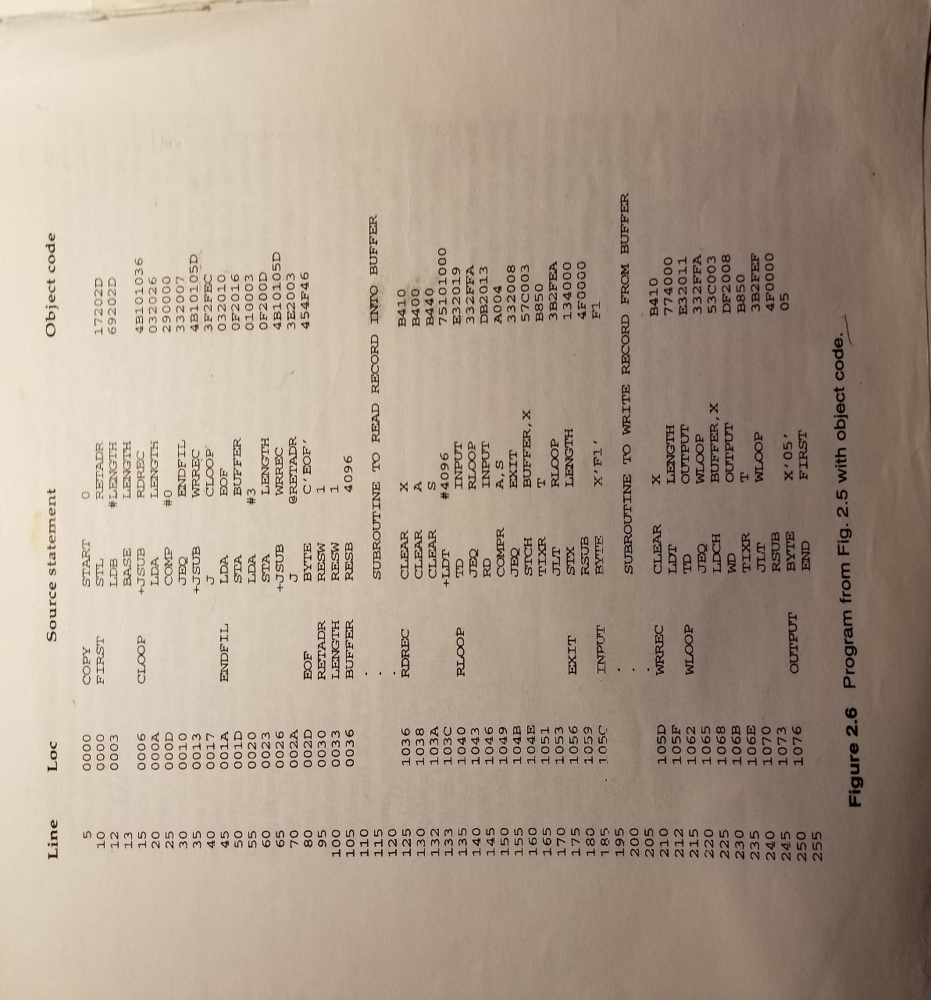 Line Loc Source statement Object code
5 0000 COPY START 0
10 0000 FIRST STL RETADR 17202D
12 0003 LDB #LENGTH 69202D
13 BASE LENGTH
15 0006 CLOOP +JSUB RDREC 4B101036
20 000A LDA LENGTH 032026
25 000D COMP #0 290000
30 0010 JEQ ENDFIL 332007
35 0013 +JSUB WRREC 4B10105D
40 0017 J CLOOP 3F2FEC
45 001A ENDFIL LDA EOF 032010
50 001D STA BUFFER 0F2016
55 0020 LDA #3 010003
60 0023 STA LENGTH 0F200D
65 0026 +JSUB WRREC 4B10105D
70 002A J @RETADR 3E2003
80 002D EOF BYTE C'EOF' 454F46
95 0030 RETADR RESW 1
100 0033 LENGTH RESW 1
105 0036 BUFFER RESB 4096
110 .
115 . SUBROUTINE TO READ RECORD INTO BUFFER
120 .
125 1036 RDREC CLEAR X B410
130 1038 CLEAR A B400
132 103A CLEAR S B440
133 103C +LDT #4096 75101000
135 1040 RLOOP TD INPUT E32019
140 1043 JEQ RLOOP 332FFA
145 1046 RD INPUT DB2013
150 1049 COMPR A,S A004
155 104B JEQ EXIT 332008
160 104E STCH BUFFER,X 57C003
165 1051 TIXR T B850
170 1053 JLT RLOOP 3B2FEA
175 1056 EXIT STX LENGTH 134000
180 1059 RSUB 4F0000
185 105C INPUT BYTE X'F1' F1
195 .
200 . SUBROUTINE TO WRITE RECORD FROM BUFFER
205 .
210 105D WRREC CLEAR X B410
212 105F LDT LENGTH 774000
215 1062 WLOOP TD OUTPUT E32011
220 1065 JEQ WLOOP 332FFA
225 1068 LDCH BUFFER,X 53C003
230 106B WD OUTPUT DF2008
235 106E TIXR T B850
240 1070 JLT WLOOP 3B2FEF
245 1073 RSUB 4F0000
250 1076 OUTPUT BYTE X'05' 05
255 END FIRST
Figure 2.6 Program from Fig. 2.5 with object code.